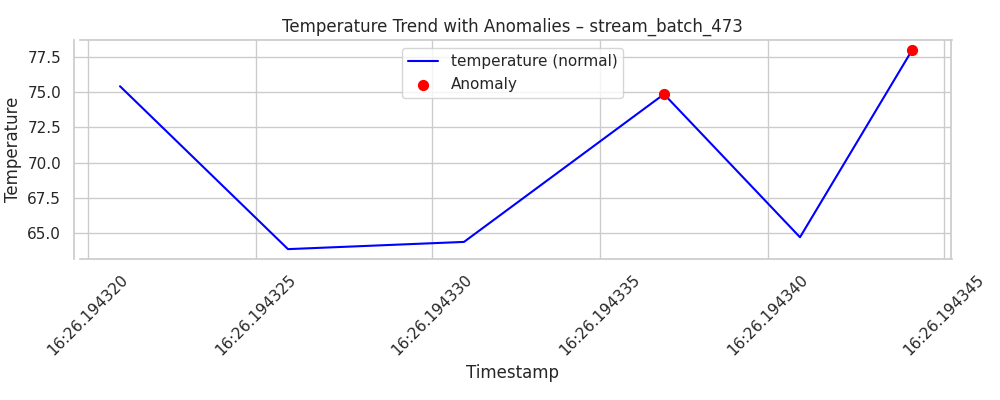 Temperature Trend with Anomalies – stream_batch_473
temperature (normal)
Anomaly
Temperature
77.5
75.0
72.5
70.0
67.5
65.0
16:26.194320
16:26.194325
16:26.194330
16:26.194335
16:26.194340
16:26.194345
Timestamp